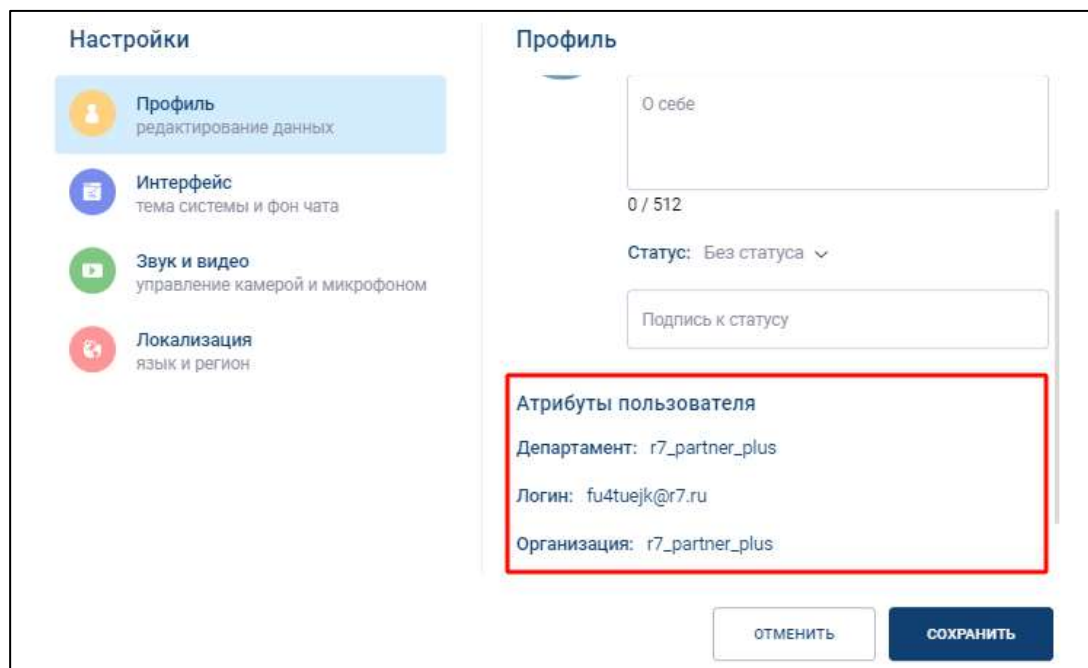 Настройки
Профиль
редактирование данных
Интерфейс
тема системы и фон чата
Звук и видео
управление камерой и микрофоном
Локализация
язык и регион
Профиль
О себе
0 / 512
Статус: Без статуса
Подпись к статусу
Атрибуты пользователя
Департамент: r7_partner_plus
Логин: fu4tuejk@r7.ru
Организация: r7_partner_plus
ОТМЕНИТЬ
СОХРАНИТЬ